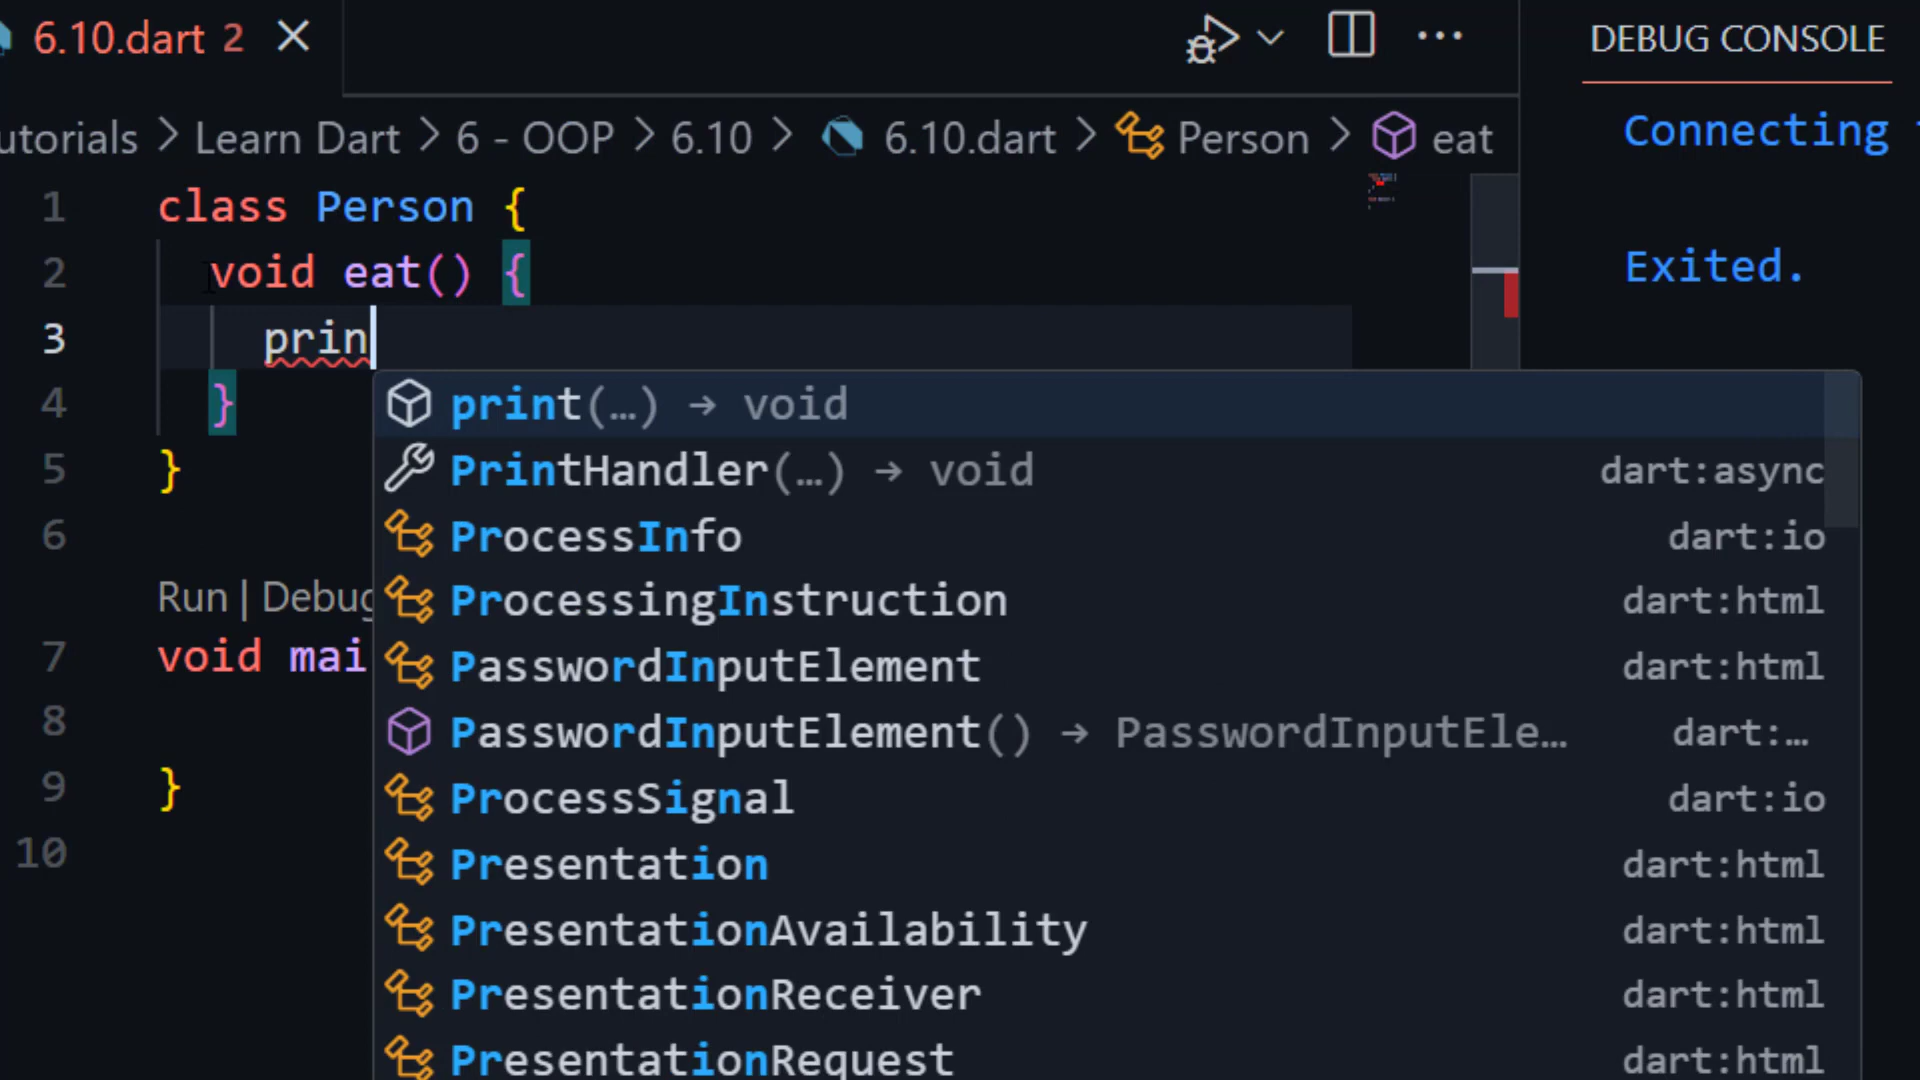 6.10.dart 2
DEBUG CONSOLE
utorials > Learn Dart > 6 - OOP > 6.10 > 6.10.dart > Person > eat
Connecting
Exited.
1 class Person {
2 void eat() {
3 prin
4 }
5 }
6
Run | Debug
7 void mai
8
9 }
10
print(…) → void
PrintHandler(…) → void dart:async
ProcessInfo dart:io
ProcessingInstruction dart:html
PasswordInputElement dart:html
PasswordInputElement() → PasswordInputEle… dart:…
ProcessSignal dart:io
Presentation dart:html
PresentationAvailability dart:html
PresentationReceiver dart:html
PresentationRequest dart:html